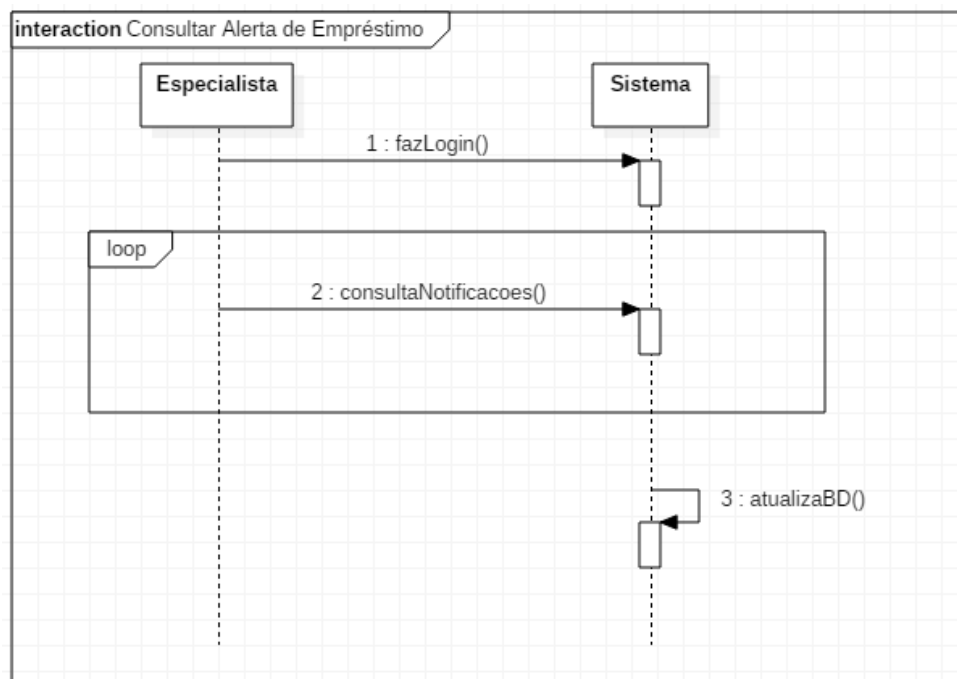 interaction Consultar Alerta de Empréstimo
Especialista
Sistema
1 : fazLogin()
loop
2 : consultaNotificacoes()
3 : atualizaBD()